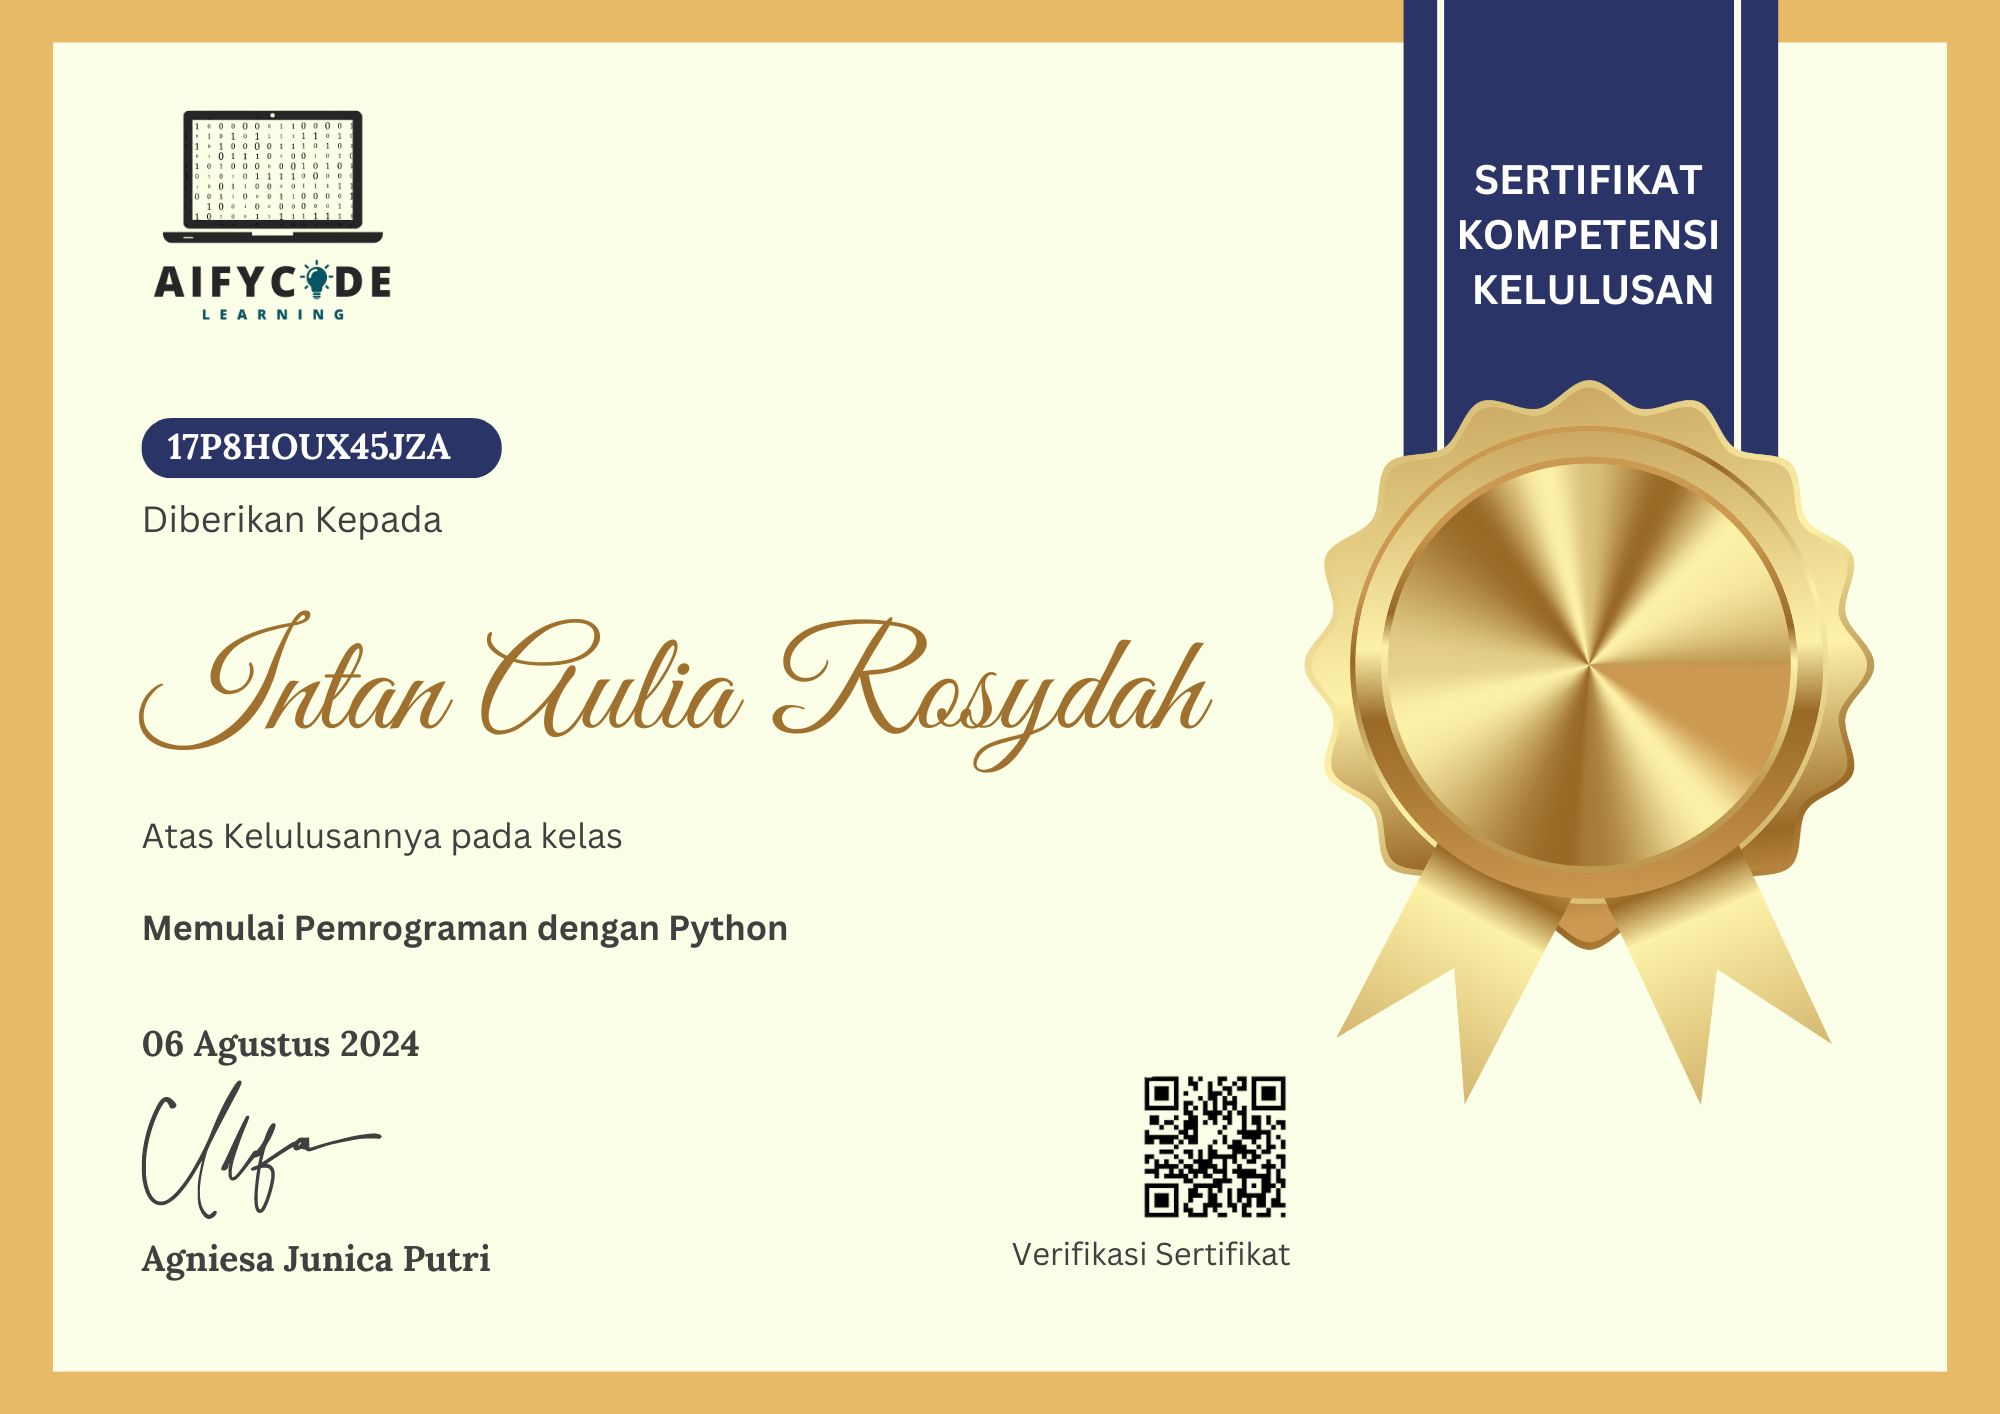 AIFYCODE
LEARNING
SERTIFIKAT
KOMPETENSI
KELULUSAN
17P8HOUX45JZA
Diberikan Kepada
Intan Aulia Rosydah
Atas Kelulusannya pada kelas
Memulai Pemrograman dengan Python
06 Agustus 2024
Agniesa Junica Putri
Verifikasi Sertifikat